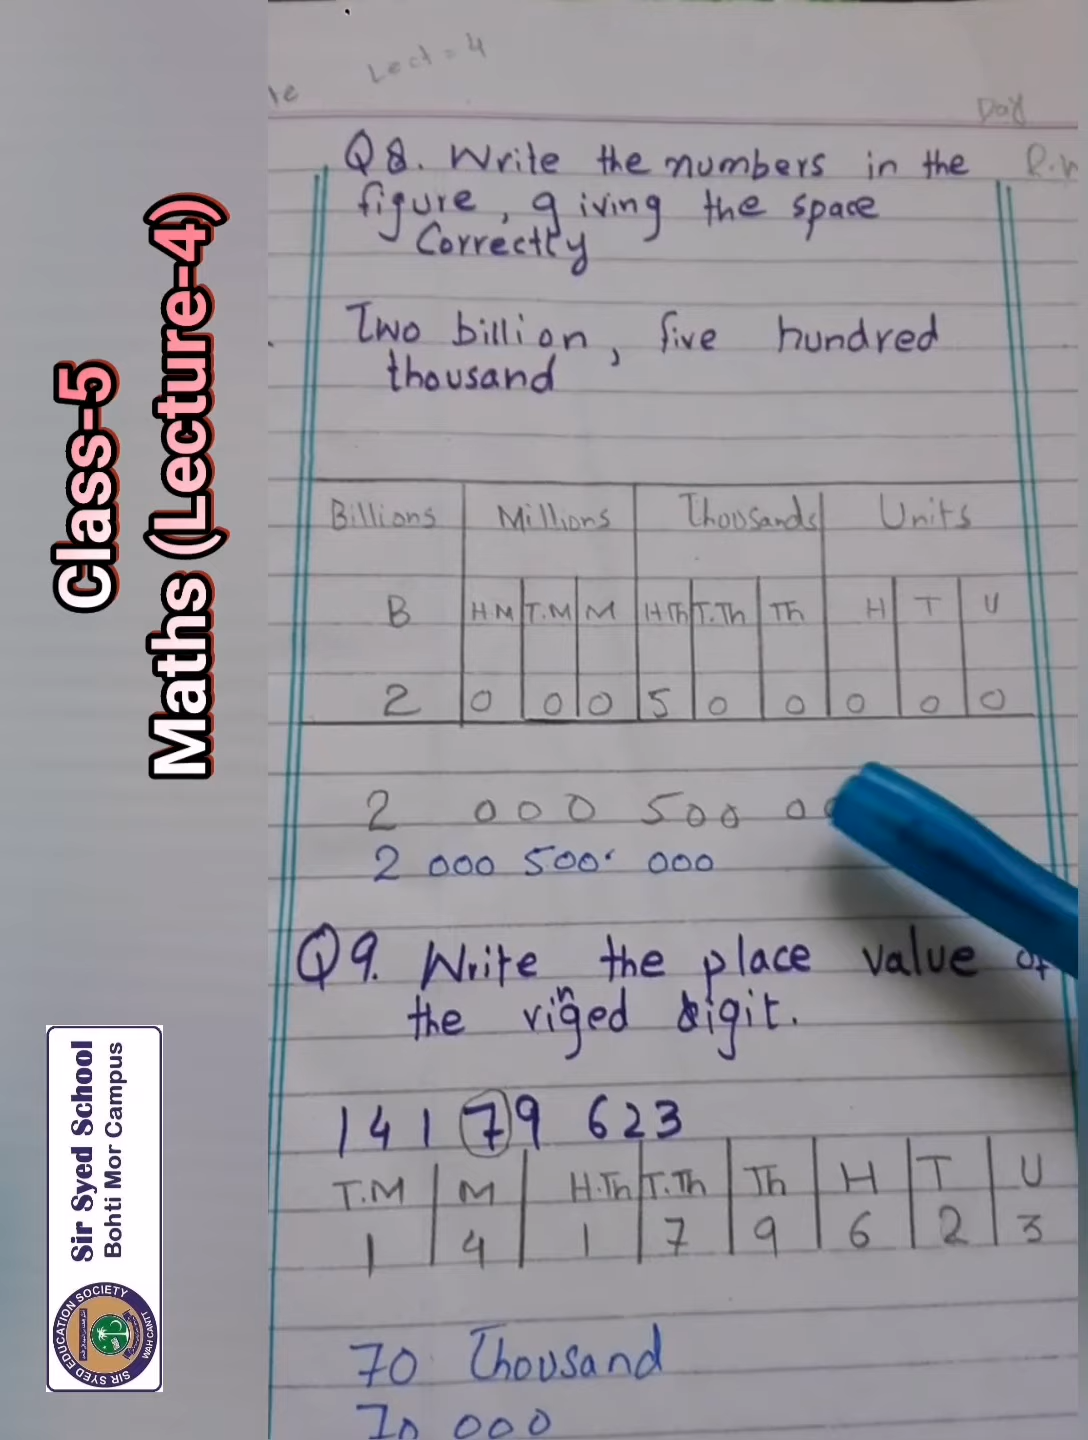 Class-5
Maths (Lecture-4)
Sir Syed School
Bohti Mor Campus
SIR SYED EDUCATION SOCIETY
WAH CANTT
Lect = 4
Day
Q8. Write the numbers in the
figure, giving the space
Correctly
Two billion, five hundred
thousand
Billions Millions Thousands Units
B H.M T.M M H.Th T.Th Th H T U
2 0 0 0 5 0 0 0 0 0
2 000 500 0
2 000 500 000
Q9. Write the place value of
the ringed digit.
141 79 623
T.M M H.Th T.Th Th H T U
1 4 1 7 9 6 2 3
70 Thousand
70 000